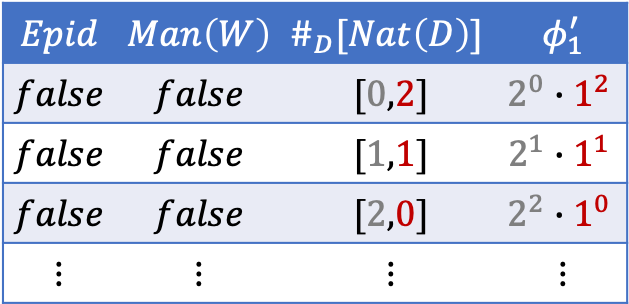 Epid Man(W) #_D[Nat(D)] ϕ′₁
false false [0,2] 2⁰ · 1²
false false [1,1] 2¹ · 1¹
false false [2,0] 2² · 1⁰
⋮ ⋮ ⋮ ⋮